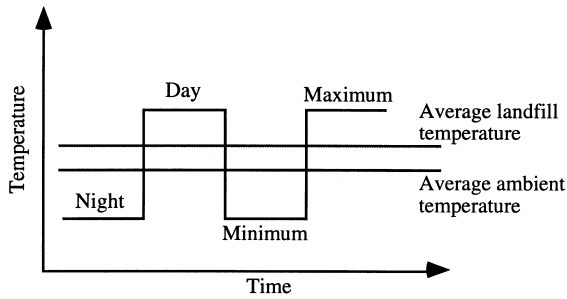 Day
Maximum
Average landfill
temperature
Temperature
Average ambient
temperature
Night
Minimum
Time